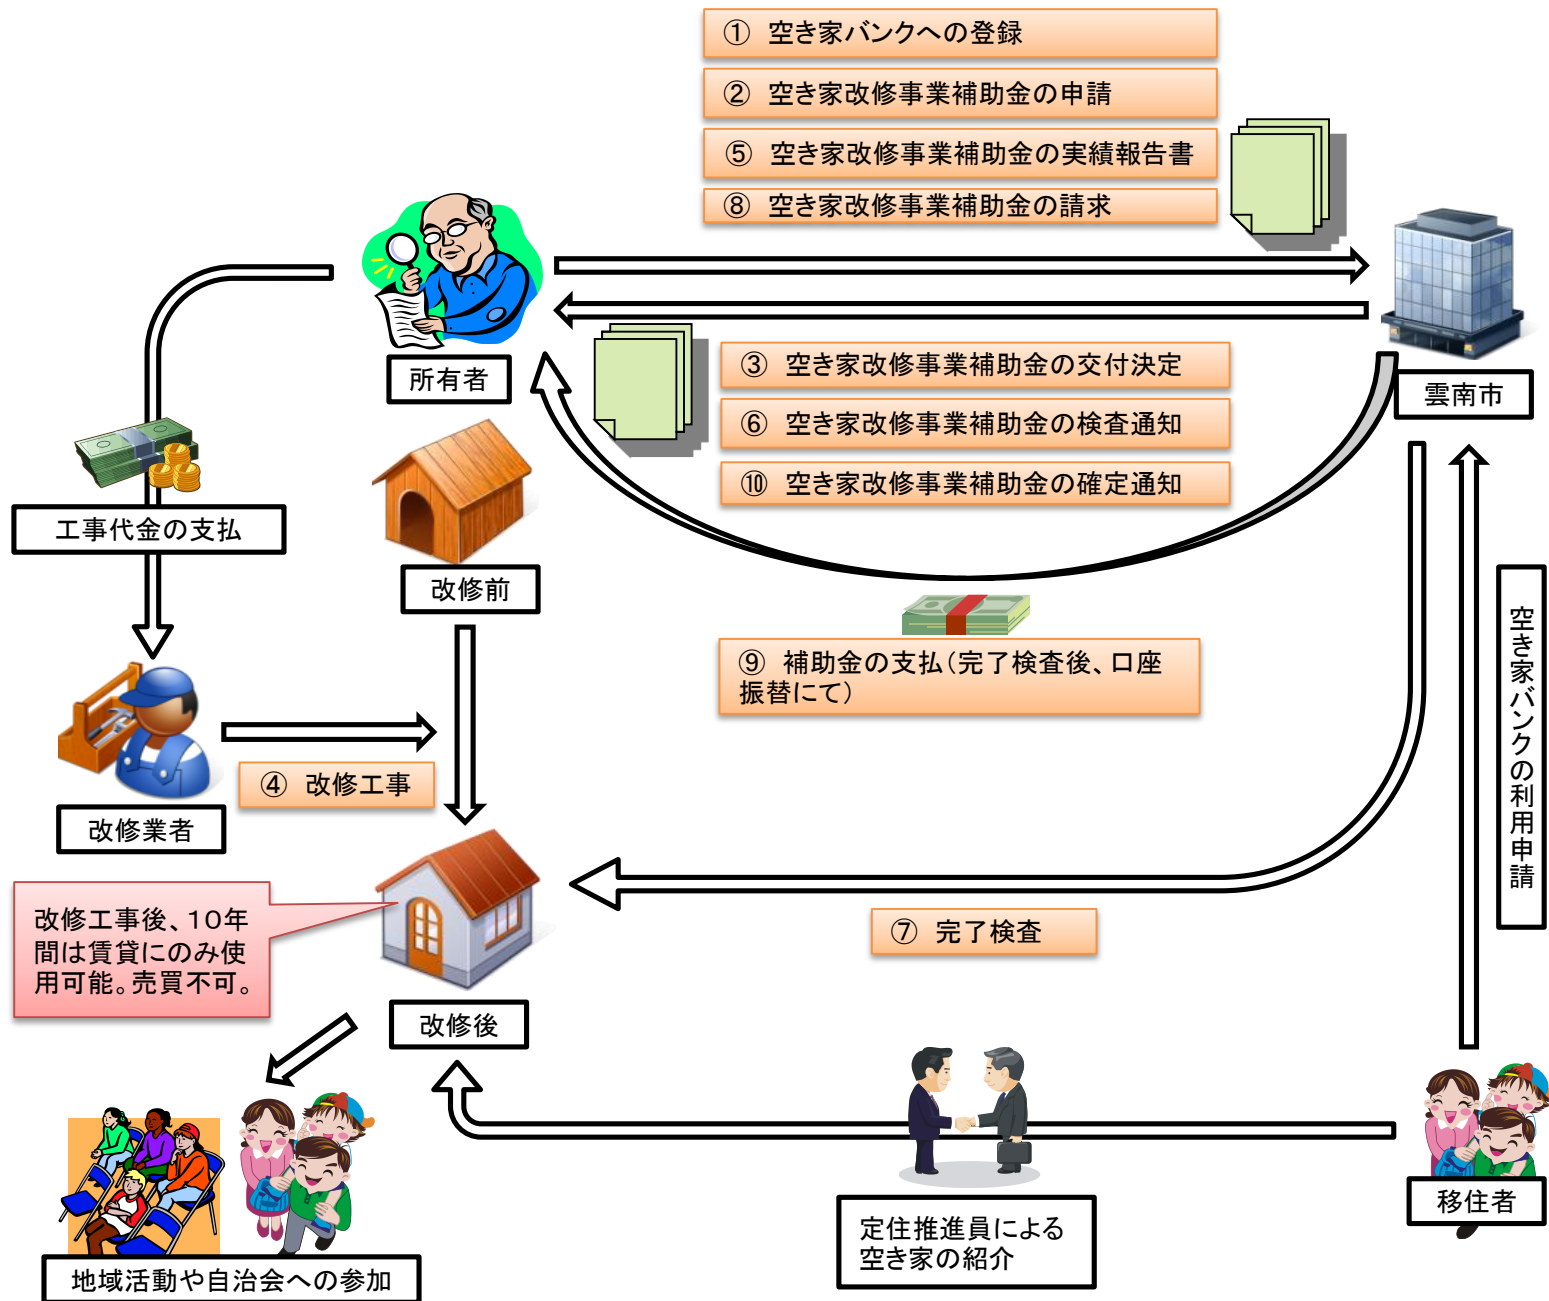 ① 空き家バンクへの登録
② 空き家改修事業補助金の申請
⑤ 空き家改修事業補助金の実績報告書
⑧ 空き家改修事業補助金の請求
所有者
雲南市
③ 空き家改修事業補助金の交付決定
⑥ 空き家改修事業補助金の検査通知
⑩ 空き家改修事業補助金の確定通知
工事代金の支払
改修前
⑨ 補助金の支払(完了検査後、口座
振替にて)
空き家バンクの利用申請
④ 改修工事
改修業者
改修工事後、10年
間は賃貸にのみ使
用可能。売買不可。
⑦ 完了検査
改修後
移住者
定住推進員による
空き家の紹介
地域活動や自治会への参加